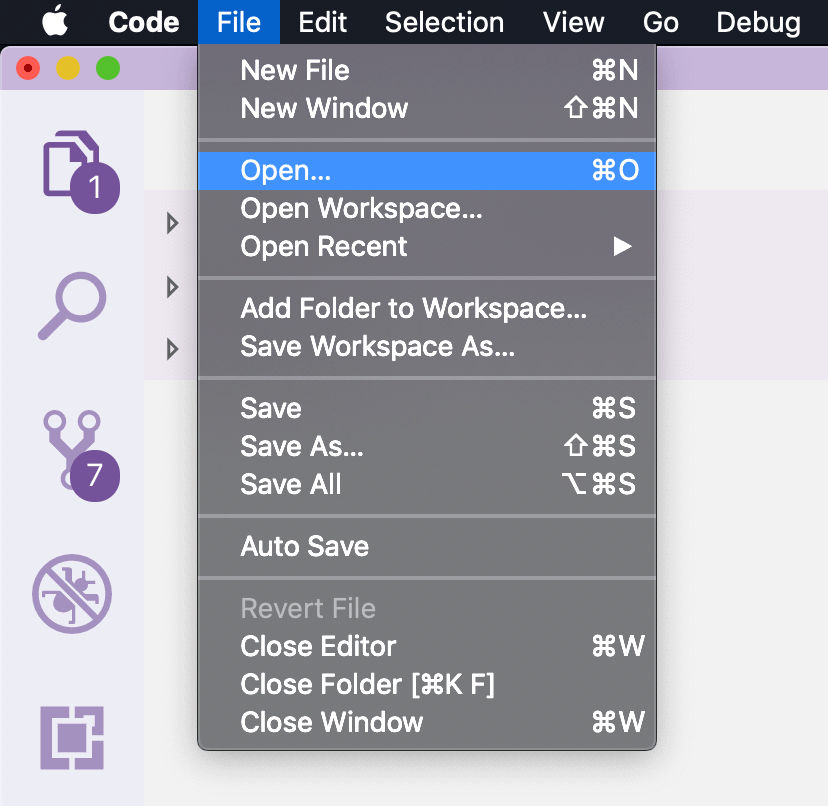 Code File Edit Selection View Go Debug
New File ⌘N
New Window ⇧⌘N
1
Open... ⌘O
Open Workspace...
Open Recent ▶
Add Folder to Workspace...
Save Workspace As...
Save ⌘S
Save As... ⇧⌘S
7
Save All ⌥⌘S
Auto Save
Revert File
Close Editor ⌘W
Close Folder [⌘K F]
Close Window ⌘W